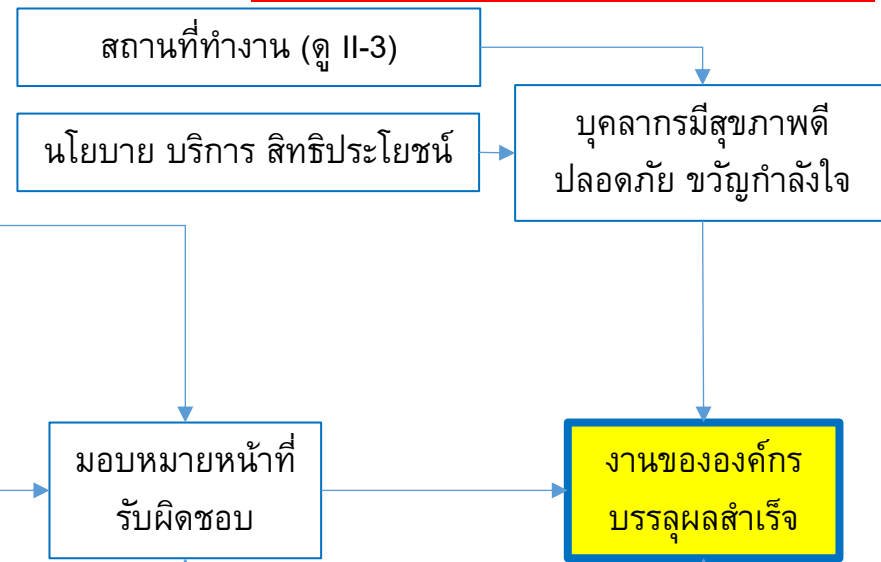 สถานที่ทำงาน (ดู II-3)
นโยบาย บริการ สิทธิประโยชน์
บุคลากรมีสุขภาพดี
ปลอดภัย ขวัญกำลังใจ
มอบหมายหน้าที่
รับผิดชอบ
งานขององค์กร
บรรลุผลสำเร็จ